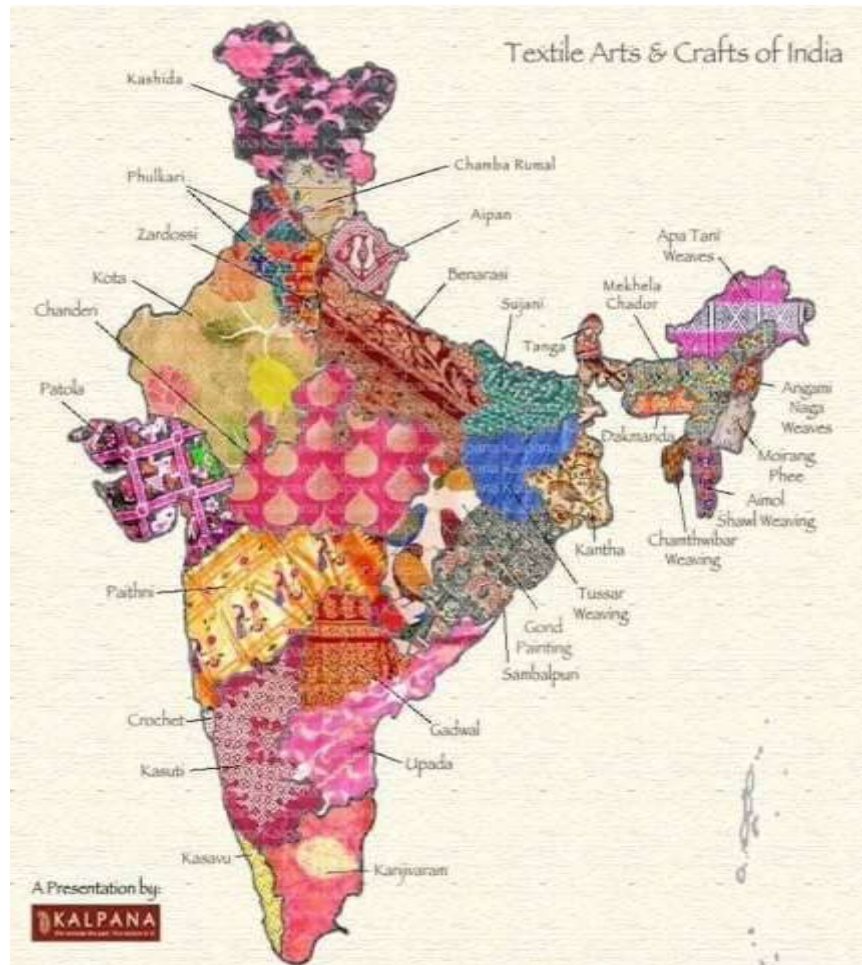 Textile Arts & Crafts of India
Kashida
Chamba Rumal
Phulkari
Aipan
Zardossi
Apa Tani
Weaves
Kota
Benarasi
Mekhela
Chador
Sujani
Chanderi
Tanga
Patola
Angami
Naga
Weaves
Dakmanda
Moirang
Phee
Aimol
Shawl Weaving
Kantha
Chamthwibar
Weaving
Paithni
Tussar
Weaving
Gond
Painting
Sambalpuri
Crochet
Gadwal
Kasuti
Upada
Kasavu
Kanjivaram
A Presentation by:
KALPANA